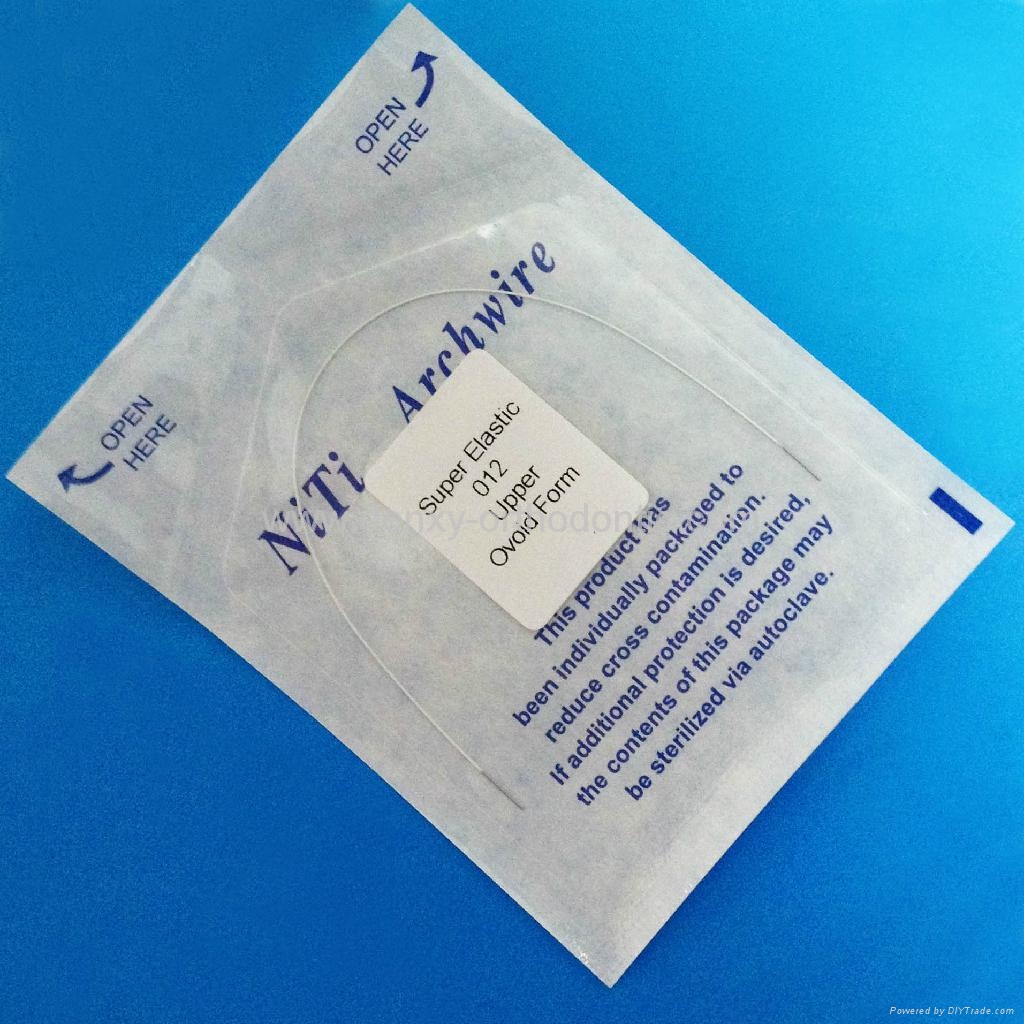 OPEN
HERE
OPEN
HERE
NiTi Archwire
Super Elastic
012
Upper
Ovoid Form
This product has
been individually packaged to
reduce cross contamination.
If additional protection is desired,
the contents of this package may
be sterilized via autoclave.
Powered by DIYTrade.com